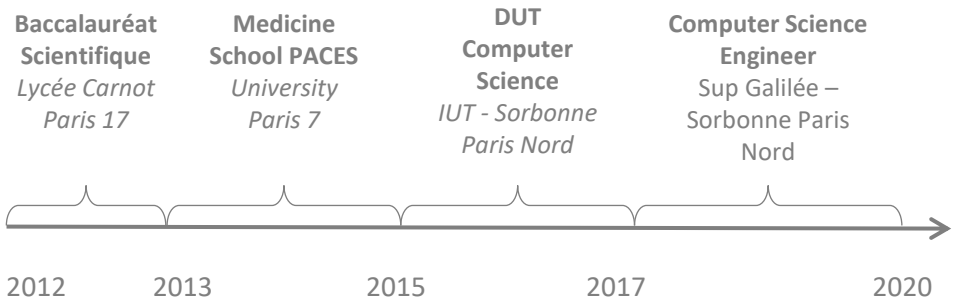 Baccalauréat
Scientifique
Lycée Carnot
Paris 17
Medicine
School PACES
University
Paris 7
DUT
Computer
Science
IUT - Sorbonne
Paris Nord
Computer Science
Engineer
Sup Galilée –
Sorbonne Paris
Nord
2012
2013
2015
2017
2020